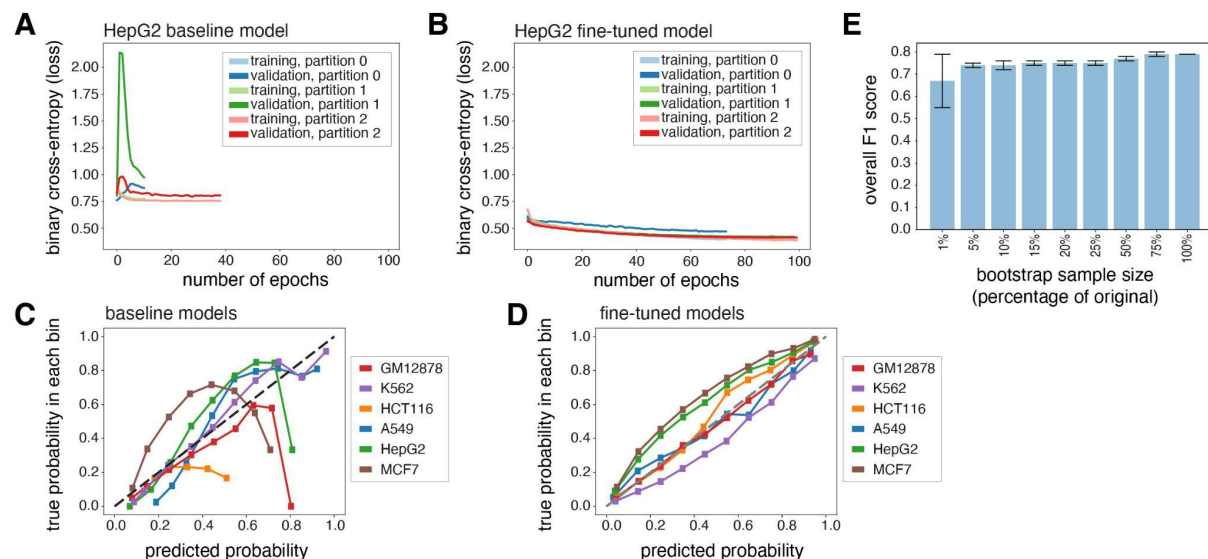 A
HepG2 baseline model
binary cross-entropy (loss)
2.00
1.75
1.50
1.25
1.00
0.75
0.50
training, partition 0
validation, partition 0
training, partition 1
validation, partition 1
training, partition 2
validation, partition 2
0 20 40 60 80 100
number of epochs
B
HepG2 fine-tuned model
binary cross-entropy (loss)
2.00
1.75
1.50
1.25
1.00
0.75
0.50
training, partition 0
validation, partition 0
training, partition 1
validation, partition 1
training, partition 2
validation, partition 2
0 20 40 60 80 100
number of epochs
E
overall F1 score
0.8
0.7
0.6
0.5
0.4
0.3
0.2
0.1
0.0
1% 5% 10% 15% 20% 25% 50% 75% 100%
bootstrap sample size
(percentage of original)
C
baseline models
true probability in each bin
1.0
0.8
0.6
0.4
0.2
0.0
0.0 0.2 0.4 0.6 0.8 1.0
predicted probability
GM12878
K562
HCT116
A549
HepG2
MCF7
D
fine-tuned models
true probability in each bin
1.0
0.8
0.6
0.4
0.2
0.0
0.0 0.2 0.4 0.6 0.8 1.0
predicted probability
GM12878
K562
HCT116
A549
HepG2
MCF7